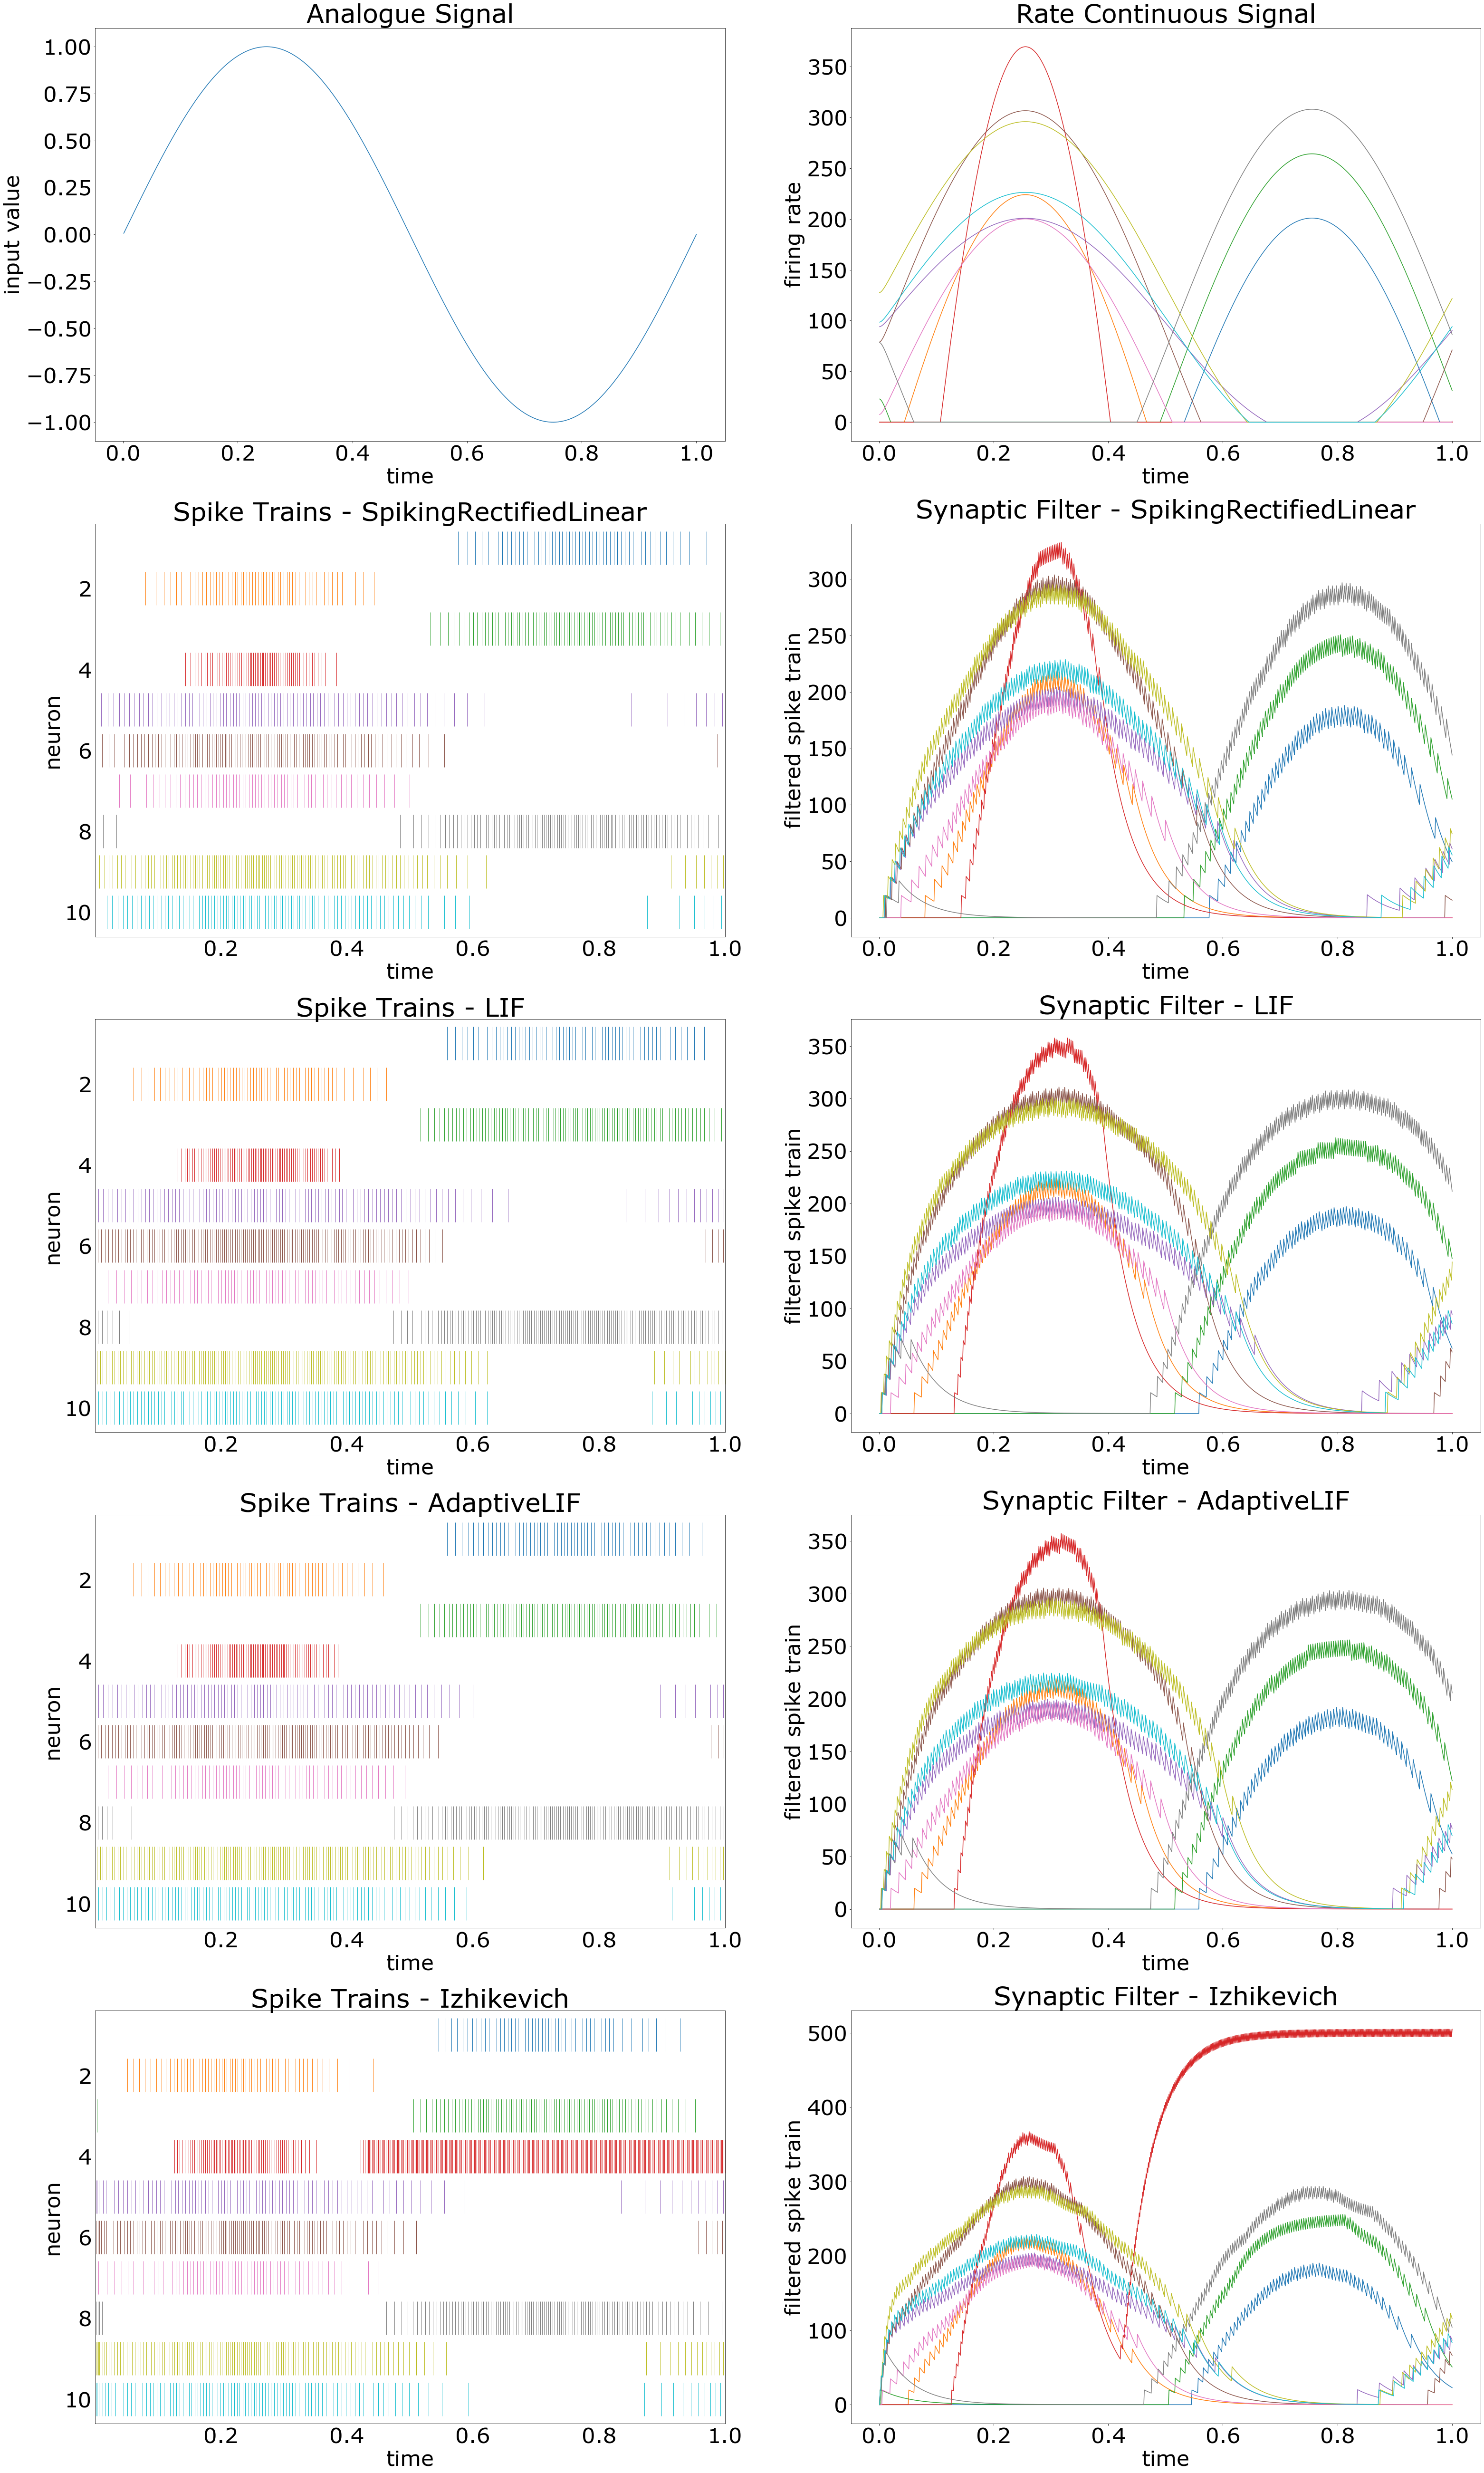 Analogue Signal
1.00
0.75
0.50
0.25
0.00
−0.25
−0.50
−0.75
−1.00
input value
0.0 0.2 0.4 0.6 0.8 1.0
time
Rate Continuous Signal
350
300
250
200
150
100
50
0
firing rate
0.0 0.2 0.4 0.6 0.8 1.0
time
Spike Trains - SpikingRectifiedLinear
2
4
6
8
10
neuron
0.2 0.4 0.6 0.8 1.0
time
Synaptic Filter - SpikingRectifiedLinear
300
250
200
150
100
50
0
filtered spike train
0.0 0.2 0.4 0.6 0.8 1.0
time
Spike Trains - LIF
2
4
6
8
10
neuron
0.2 0.4 0.6 0.8 1.0
time
Synaptic Filter - LIF
350
300
250
200
150
100
50
0
filtered spike train
0.0 0.2 0.4 0.6 0.8 1.0
time
Spike Trains - AdaptiveLIF
2
4
6
8
10
neuron
0.2 0.4 0.6 0.8 1.0
time
Synaptic Filter - AdaptiveLIF
350
300
250
200
150
100
50
0
filtered spike train
0.0 0.2 0.4 0.6 0.8 1.0
time
Spike Trains - Izhikevich
2
4
6
8
10
neuron
0.2 0.4 0.6 0.8 1.0
time
Synaptic Filter - Izhikevich
500
400
300
200
100
0
filtered spike train
0.0 0.2 0.4 0.6 0.8 1.0
time